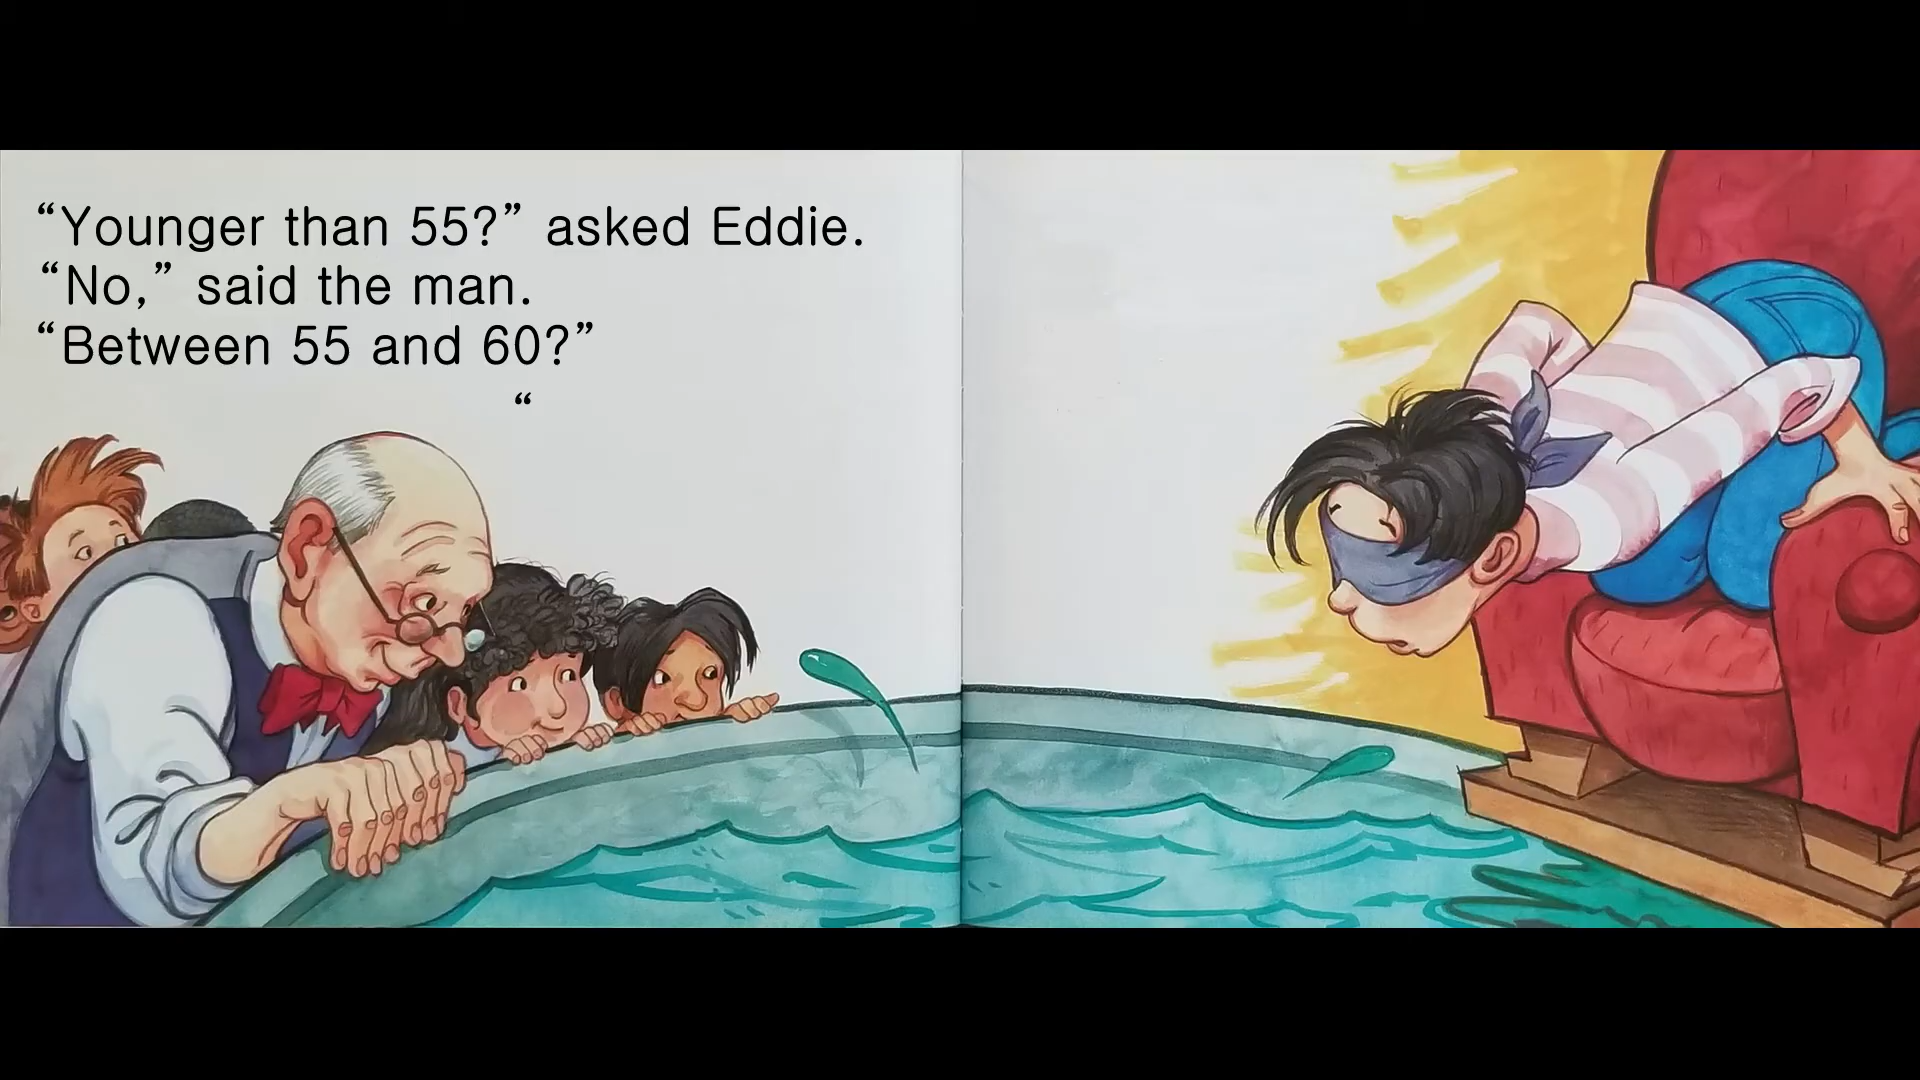 “Younger than 55?” asked Eddie.
“No,” said the man.
“Between 55 and 60?”
“